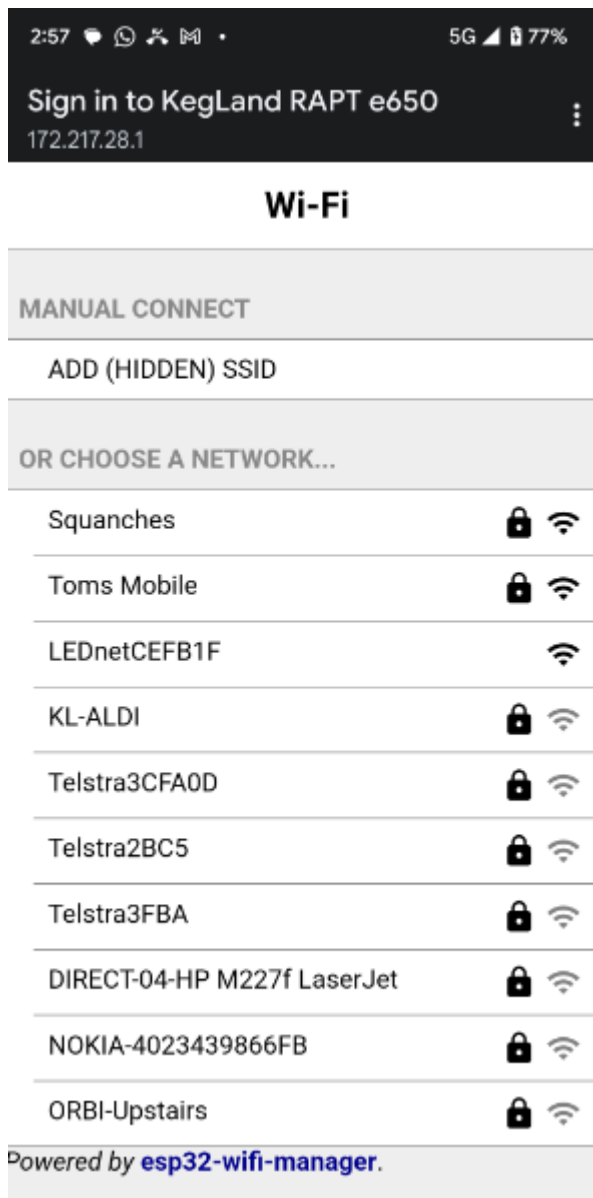 2:57
5G 77%
Sign in to KegLand RAPT e650
172.217.28.1
Wi-Fi
MANUAL CONNECT
ADD (HIDDEN) SSID
OR CHOOSE A NETWORK...
Squanches
Toms Mobile
LEDnetCEFB1F
KL-ALDI
Telstra3CFA0D
Telstra2BC5
Telstra3FBA
DIRECT-04-HP M227f LaserJet
NOKIA-4023439866FB
ORBI-Upstairs
Powered by esp32-wifi-manager.